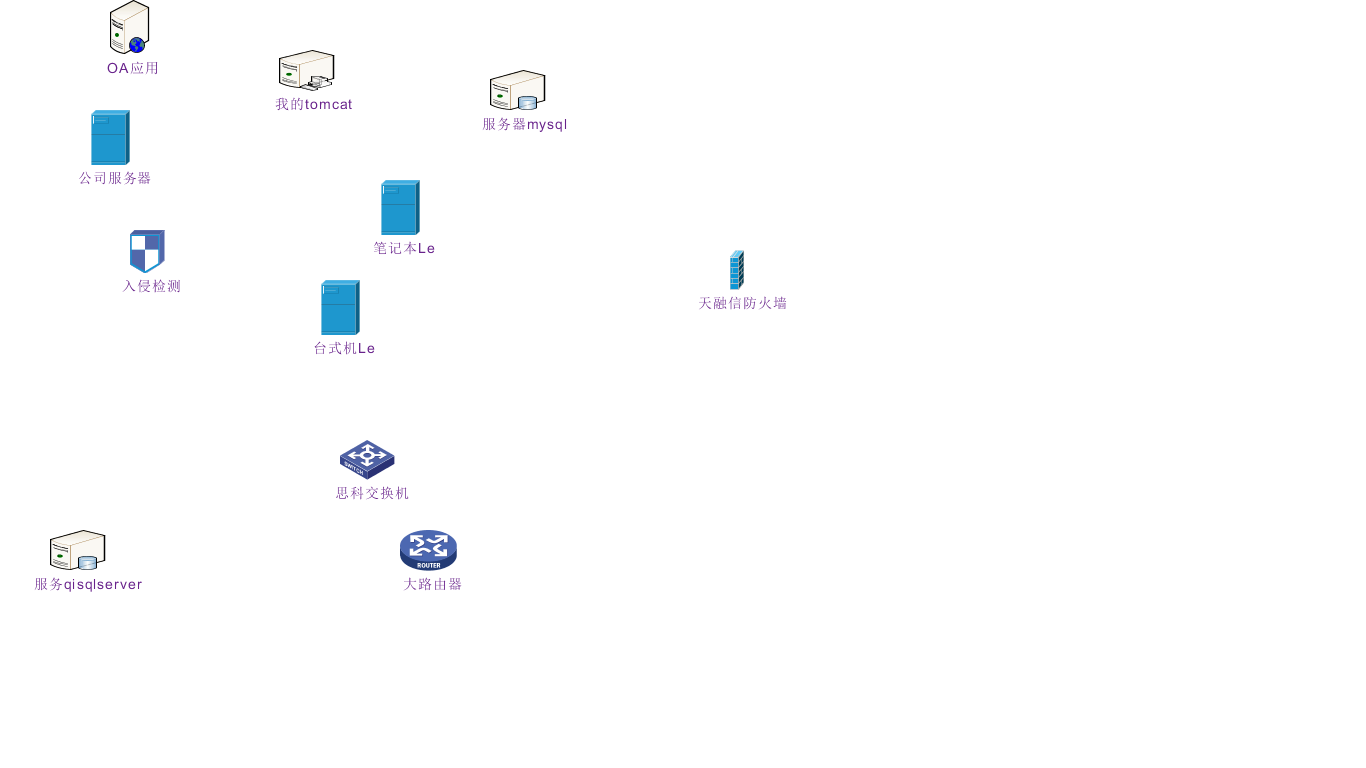 OA应用
我的tomcat
服务器mysql
公司服务器
笔记本Le
入侵检测
天融信防火墙
台式机Le
SWITCH
思科交换机
ROUTER
服务qisqlserver
大路由器